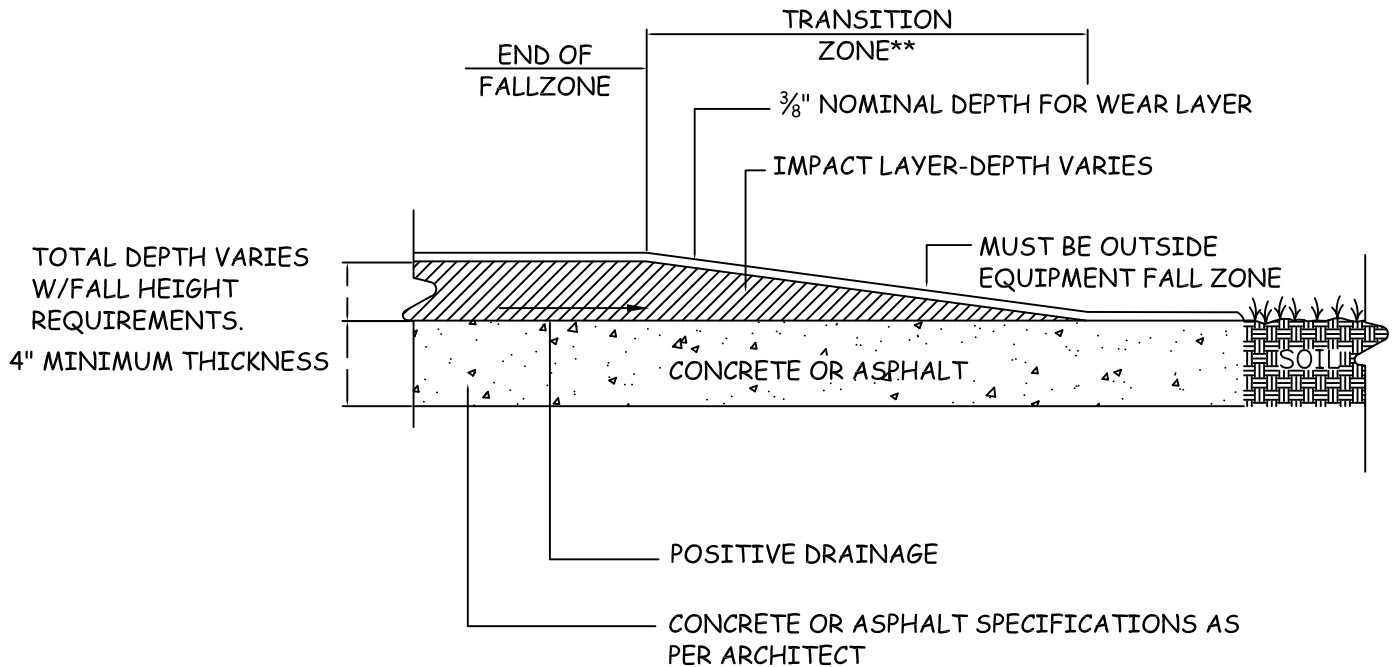 TRANSITION
ZONE**
END OF
FALLZONE
⅜" NOMINAL DEPTH FOR WEAR LAYER
IMPACT LAYER-DEPTH VARIES
MUST BE OUTSIDE
EQUIPMENT FALL ZONE
TOTAL DEPTH VARIES
W/FALL HEIGHT
REQUIREMENTS.
4" MINIMUM THICKNESS
CONCRETE OR ASPHALT
SOIL
POSITIVE DRAINAGE
CONCRETE OR ASPHALT SPECIFICATIONS AS
PER ARCHITECT